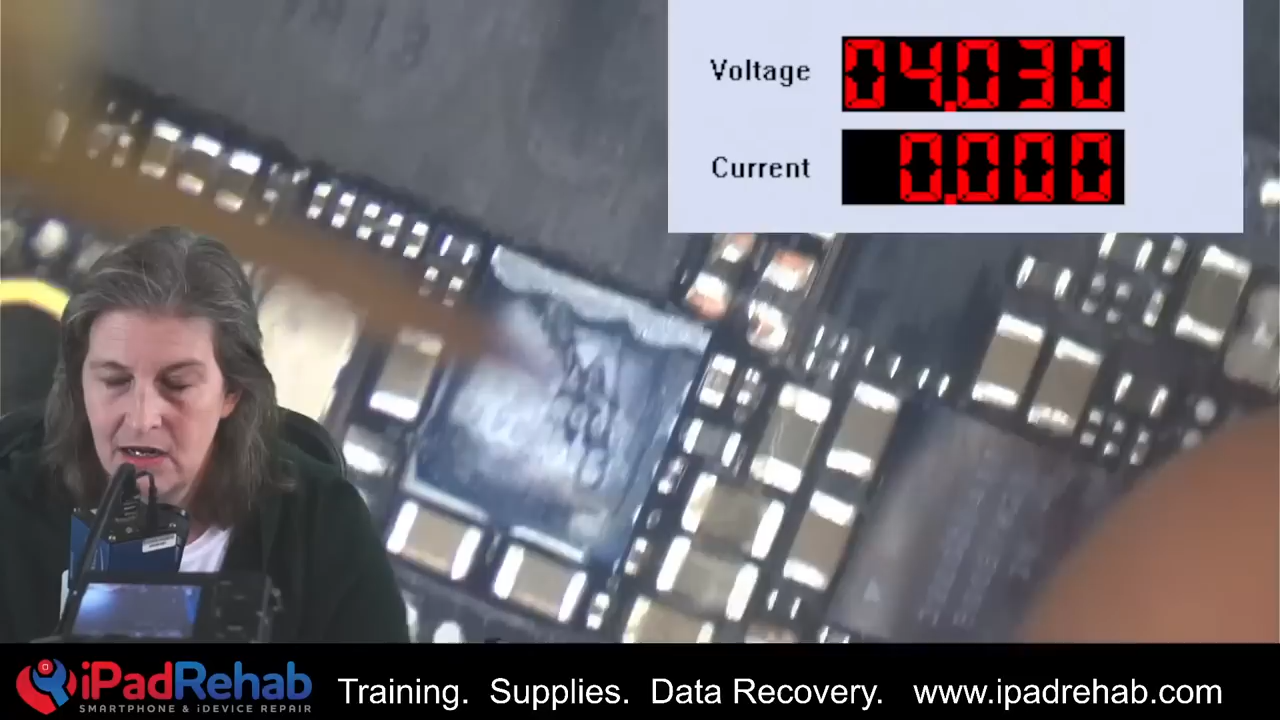 Voltage 04.030
Current 0.000
iPadRehab
SMARTPHONE & iDEVICE REPAIR
Training. Supplies. Data Recovery. www.ipadrehab.com